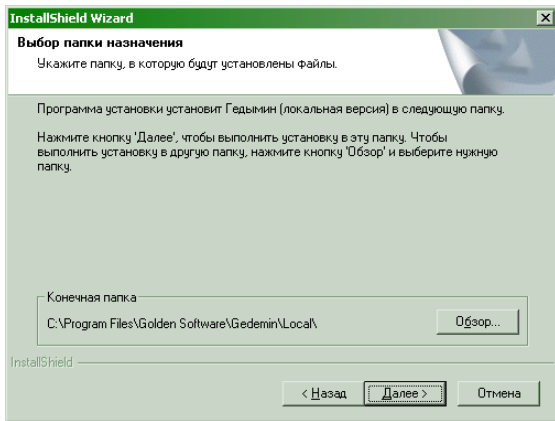 InstallShield Wizard
Выбор папки назначения
Укажите папку, в которую будут установлены файлы.
Программа установки установит Гедымин (локальная версия) в следующую папку.
Нажмите кнопку 'Далее', чтобы выполнить установку в эту папку. Чтобы
выполнить установку в другую папку, нажмите кнопку 'Обзор' и выберите нужную
папку.
Конечная папка
C:\Program Files\Golden Software\Gedemin\Local\
Обзор...
InstallShield
< Назад
Далее >
Отмена